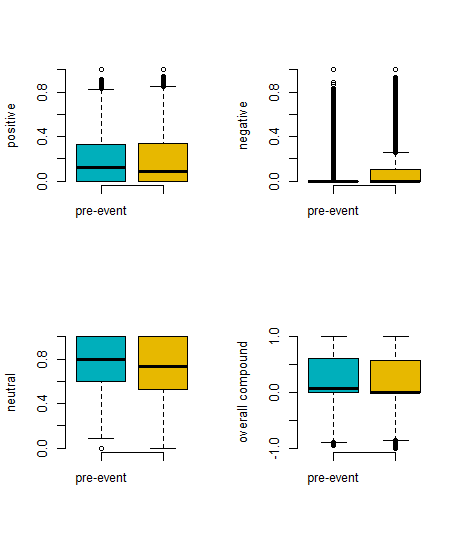 positive
0.0 0.4 0.8
pre-event
negative
0.0 0.4 0.8
pre-event
neutral
0.0 0.4 0.8
pre-event
overall compound
-1.0 0.0 1.0
pre-event